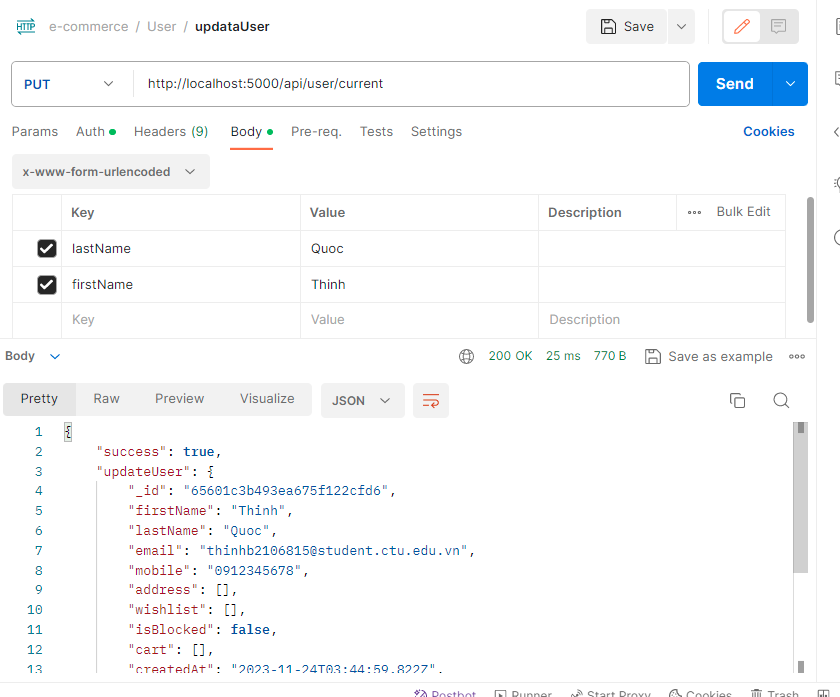 HTTP e-commerce / User / updataUser Save
PUT http://localhost:5000/api/user/current Send
Params Auth Headers (9) Body Pre-req. Tests Settings Cookies
x-www-form-urlencoded
Key Value Description Bulk Edit
lastName Quoc
firstName Thinh
Key Value Description
Body 200 OK 25 ms 770 B Save as example
Pretty Raw Preview Visualize JSON
1 {
2 "success": true,
3 "updateUser": {
4 "_id": "65601c3b493ea675f122cfd6",
5 "firstName": "Thinh",
6 "lastName": "Quoc",
7 "email": "thinhb2106815@student.ctu.edu.vn",
8 "mobile": "0912345678",
9 "address": [],
10 "wishlist": [],
11 "isBlocked": false,
12 "cart": [],
13 "createdAt": "2023-11-24T03:44:59.822Z",
Postbot Runner Start Proxy Cookies Trash